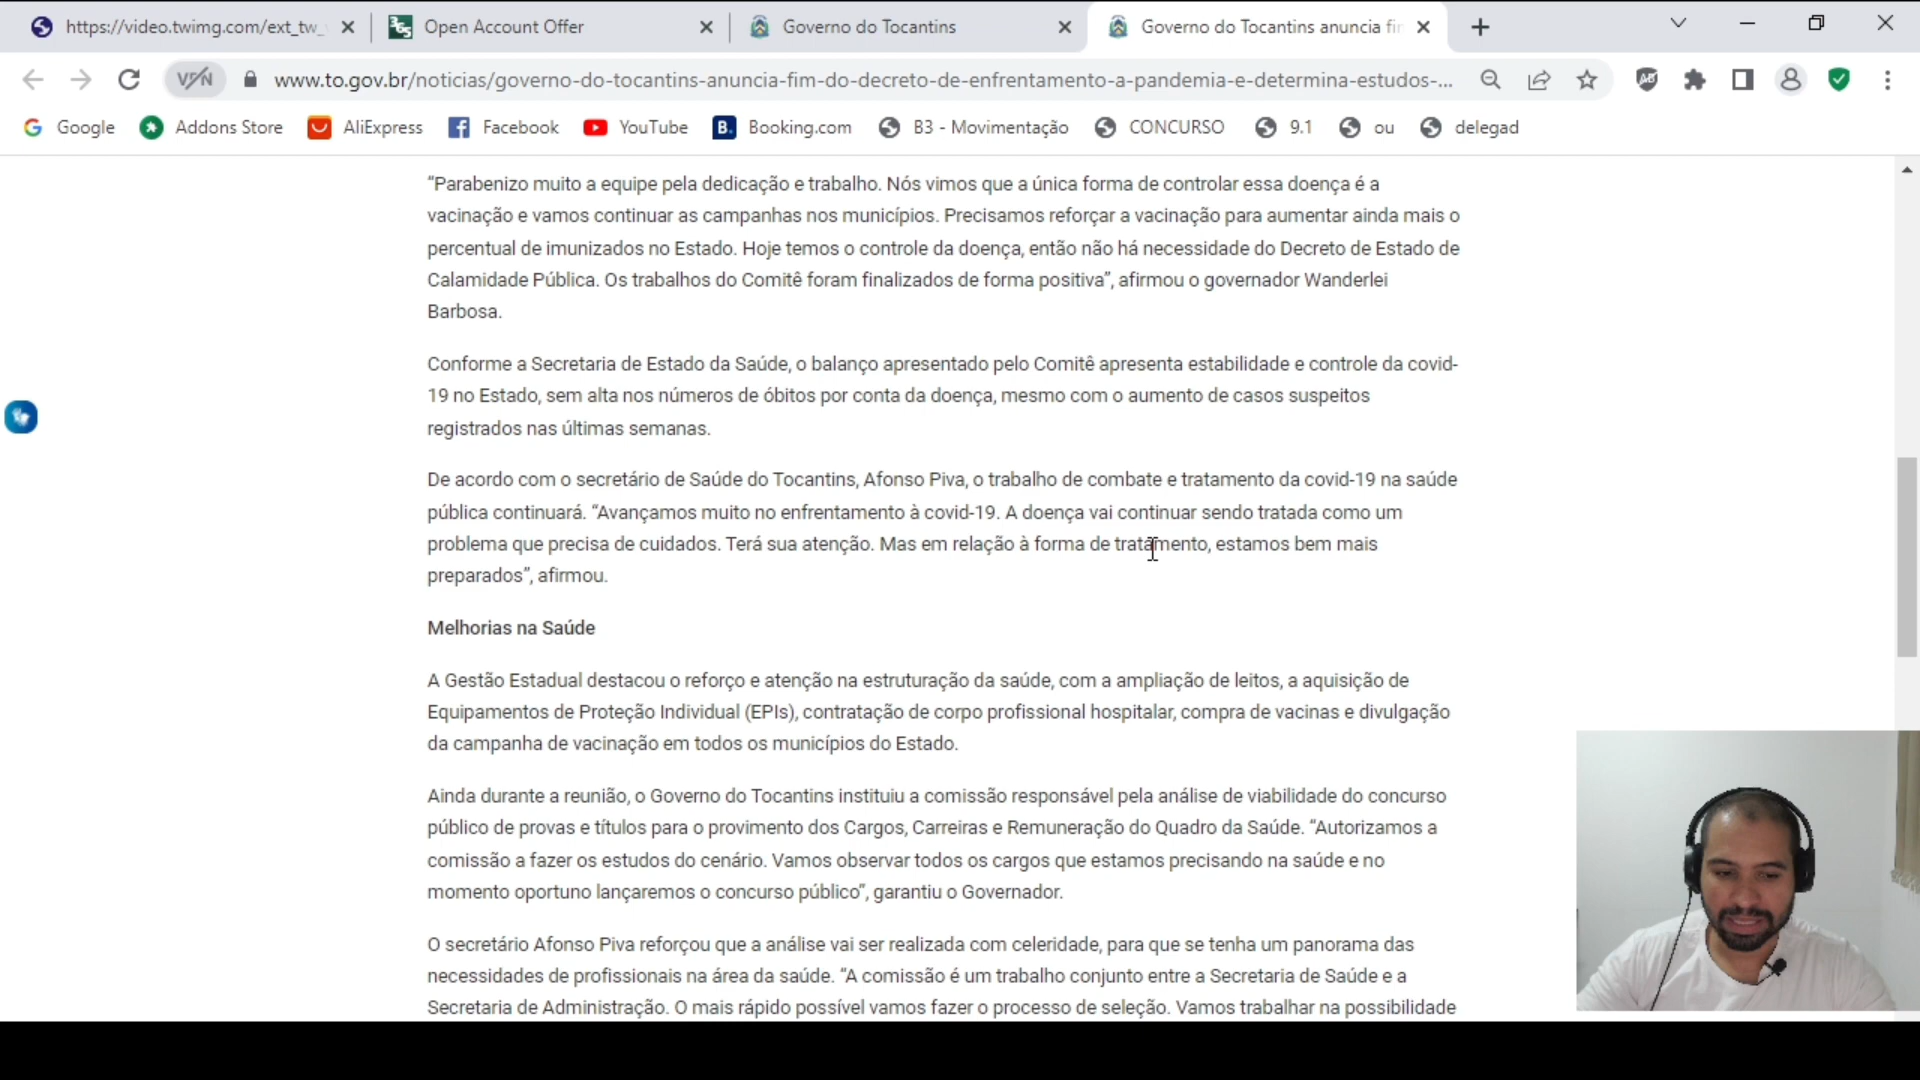 https://video.twimg.com/ext_tw_
Open Account Offer
Governo do Tocantins
Governo do Tocantins anuncia fi
VPN
www.to.gov.br/noticias/governo-do-tocantins-anuncia-fim-do-decreto-de-enfrentamento-a-pandemia-e-determina-estudos-...
Google
Addons Store
AliExpress
Facebook
YouTube
B.
Booking.com
B3 - Movimentação
CONCURSO
9.1
ou
delegad
“Parabenizo muito a equipe pela dedicação e trabalho. Nós vimos que a única forma de controlar essa doença é a
vacinação e vamos continuar as campanhas nos municípios. Precisamos reforçar a vacinação para aumentar ainda mais o
percentual de imunizados no Estado. Hoje temos o controle da doença, então não há necessidade do Decreto de Estado de
Calamidade Pública. Os trabalhos do Comitê foram finalizados de forma positiva”, afirmou o governador Wanderlei
Barbosa.
Conforme a Secretaria de Estado da Saúde, o balanço apresentado pelo Comitê apresenta estabilidade e controle da covid-
19 no Estado, sem alta nos números de óbitos por conta da doença, mesmo com o aumento de casos suspeitos
registrados nas últimas semanas.
De acordo com o secretário de Saúde do Tocantins, Afonso Piva, o trabalho de combate e tratamento da covid-19 na saúde
pública continuará. “Avançamos muito no enfrentamento à covid-19. A doença vai continuar sendo tratada como um
problema que precisa de cuidados. Terá sua atenção. Mas em relação à forma de tratamento, estamos bem mais
preparados”, afirmou.
Melhorias na Saúde
A Gestão Estadual destacou o reforço e atenção na estruturação da saúde, com a ampliação de leitos, a aquisição de
Equipamentos de Proteção Individual (EPIs), contratação de corpo profissional hospitalar, compra de vacinas e divulgação
da campanha de vacinação em todos os municípios do Estado.
Ainda durante a reunião, o Governo do Tocantins instituiu a comissão responsável pela análise de viabilidade do concurso
público de provas e títulos para o provimento dos Cargos, Carreiras e Remuneração do Quadro da Saúde. “Autorizamos a
comissão a fazer os estudos do cenário. Vamos observar todos os cargos que estamos precisando na saúde e no
momento oportuno lançaremos o concurso público”, garantiu o Governador.
O secretário Afonso Piva reforçou que a análise vai ser realizada com celeridade, para que se tenha um panorama das
necessidades de profissionais na área da saúde. “A comissão é um trabalho conjunto entre a Secretaria de Saúde e a
Secretaria de Administração. O mais rápido possível vamos fazer o processo de seleção. Vamos trabalhar na possibilidade